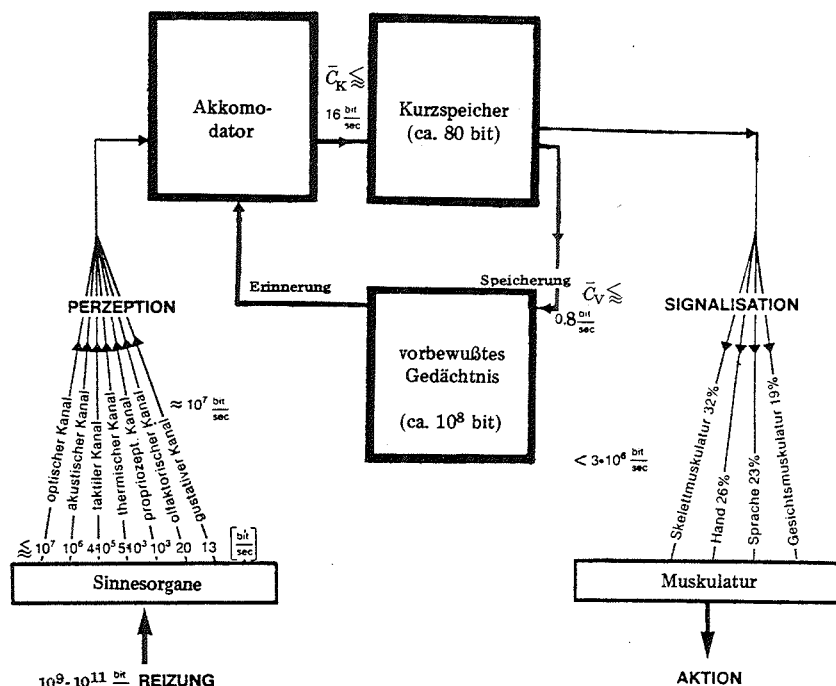 Akkomo-
dator
C̄_K ≲
16 bit/sec
Kurzspeicher
(ca. 80 bit)
Erinnerung
Speicherung
C̄_V ≲
0.8 bit/sec
PERZEPTION
SIGNALISATION
vorbewußtes
Gedächtnis
(ca. 10⁸ bit)
≈ 10⁷ bit/sec
< 3·10⁶ bit/sec
optischer Kanal
akustischer Kanal
taktiler Kanal
thermischer Kanal
propriozept. Kanal
olfaktorischer Kanal
gustativer Kanal
Skelettmuskulatur 32%
Hand 26%
Sprache 23%
Gesichtsmuskulatur 19%
≲ 10⁷ 10⁶ 4·10⁵ 5·10³ 10³ 20 13 [bit/sec]
Sinnesorgane
Muskulatur
10⁹-10¹¹ bit REIZUNG
AKTION